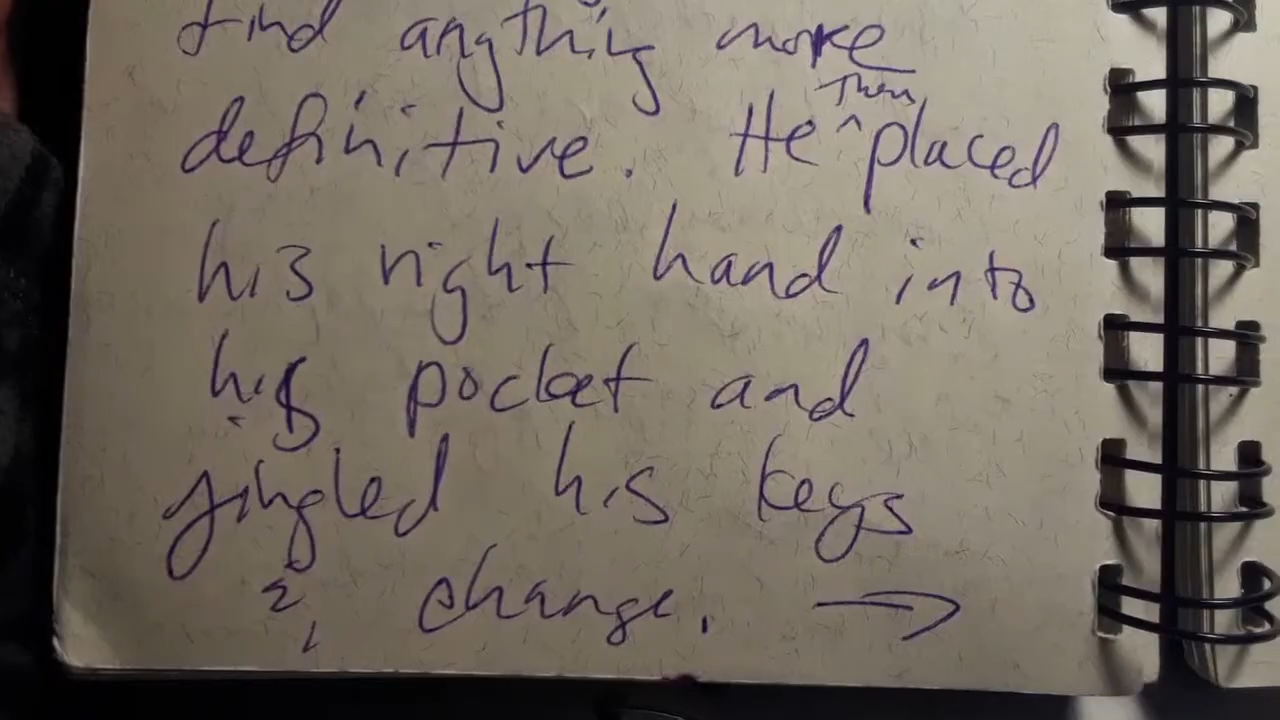 find anything more
then
definitive. He ^ placed
his right hand into
his pocket and
jingled his keys
change. →